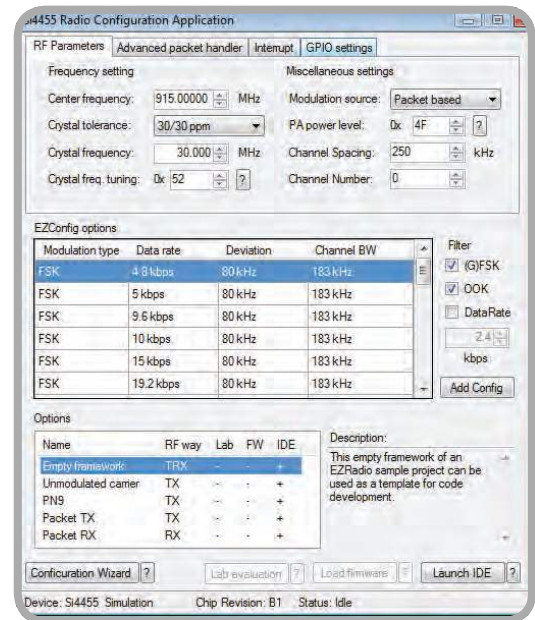 Si4455 Radio Configuration Application
RF Parameters Advanced packet handler Interrupt GPIO settings
Frequency setting Miscellaneous settings
Center frequency: 915.00000 MHz Modulation source: Packet based
Crystal tolerance: 30/30 ppm PA power level: 0x 4F ?
Crystal frequency: 30.000 MHz Channel Spacing: 250 kHz
Crystal freq. tuning: 0x 52 ? Channel Number: 0
EZConfig options
Modulation type Data rate Deviation Channel BW Filter
FSK 4.8 kbps 80 kHz 183 kHz (G)FSK
FSK 5 kbps 80 kHz 183 kHz OOK
FSK 9.6 kbps 80 kHz 183 kHz DataRate
FSK 10 kbps 80 kHz 183 kHz 2.4
FSK 15 kbps 80 kHz 183 kHz kbps
FSK 19.2 kbps 80 kHz 183 kHz Add Config
Options
Name RF way Lab FW IDE Description:
Empty framework TRX - - +
Unmodulated carrier TX - - +
PN9 TX - - +
Packet TX TX - - +
Packet RX RX - - +
This empty framework of an
EZRadio sample project can be
used as a template for code
development.
Conficuration Wizard ? Lab evaluation ? Load firmware ? Launch IDE ?
Device: Si4455 Simulation Chip Revision: B1 Status: Idle